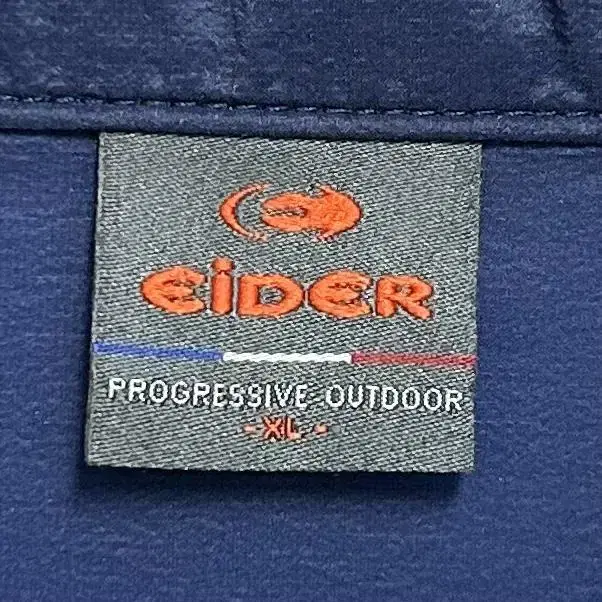 EiDER
PROGRESSIVE OUTDOOR
- XL -